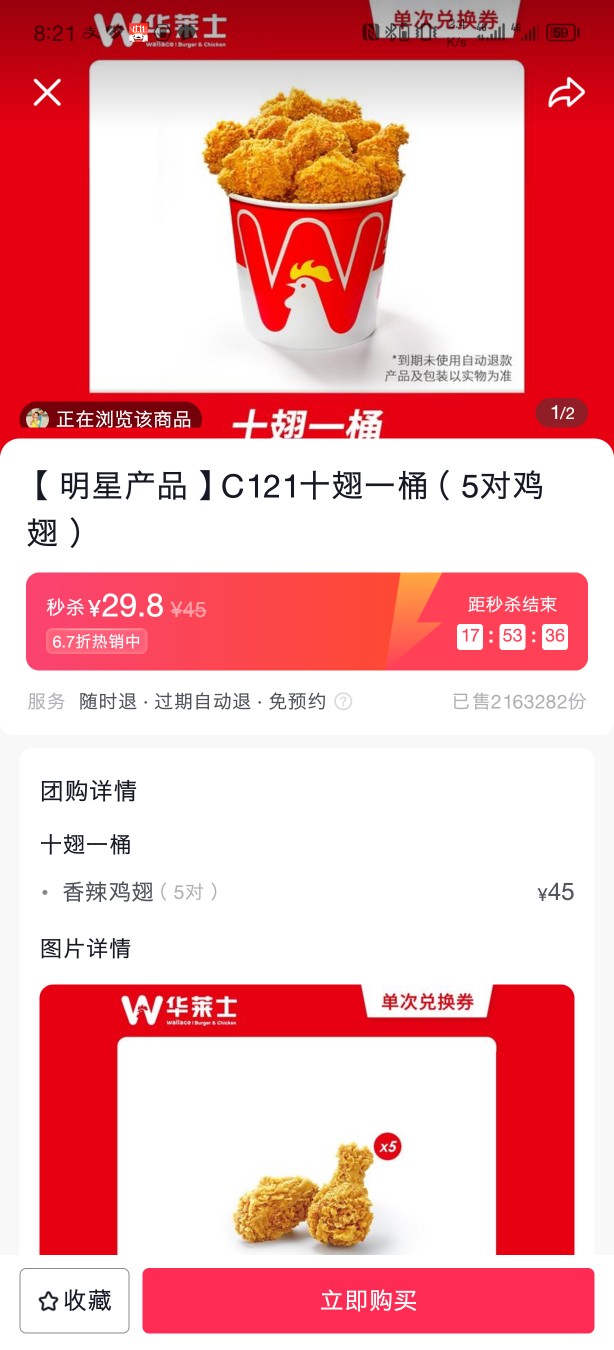 8:21
华莱士
wallace | Burger & Chicken
单次兑换券
K/s
59
*到期未使用自动退款
产品及包装以实物为准
正在浏览该商品
十翅一桶
1/2
【 明星产品 】C121十翅一桶（ 5对鸡
翅 ）
秒杀 ¥29.8 ¥45
6.7折热销中
距秒杀结束
17 : 53 : 36
服务 随时退 · 过期自动退 · 免预约 ?
已售2163282份
团购详情
十翅一桶
· 香辣鸡翅（ 5对 ） ¥45
图片详情
华莱士
wallace | Burger & Chicken
单次兑换券
x5
收藏
立即购买